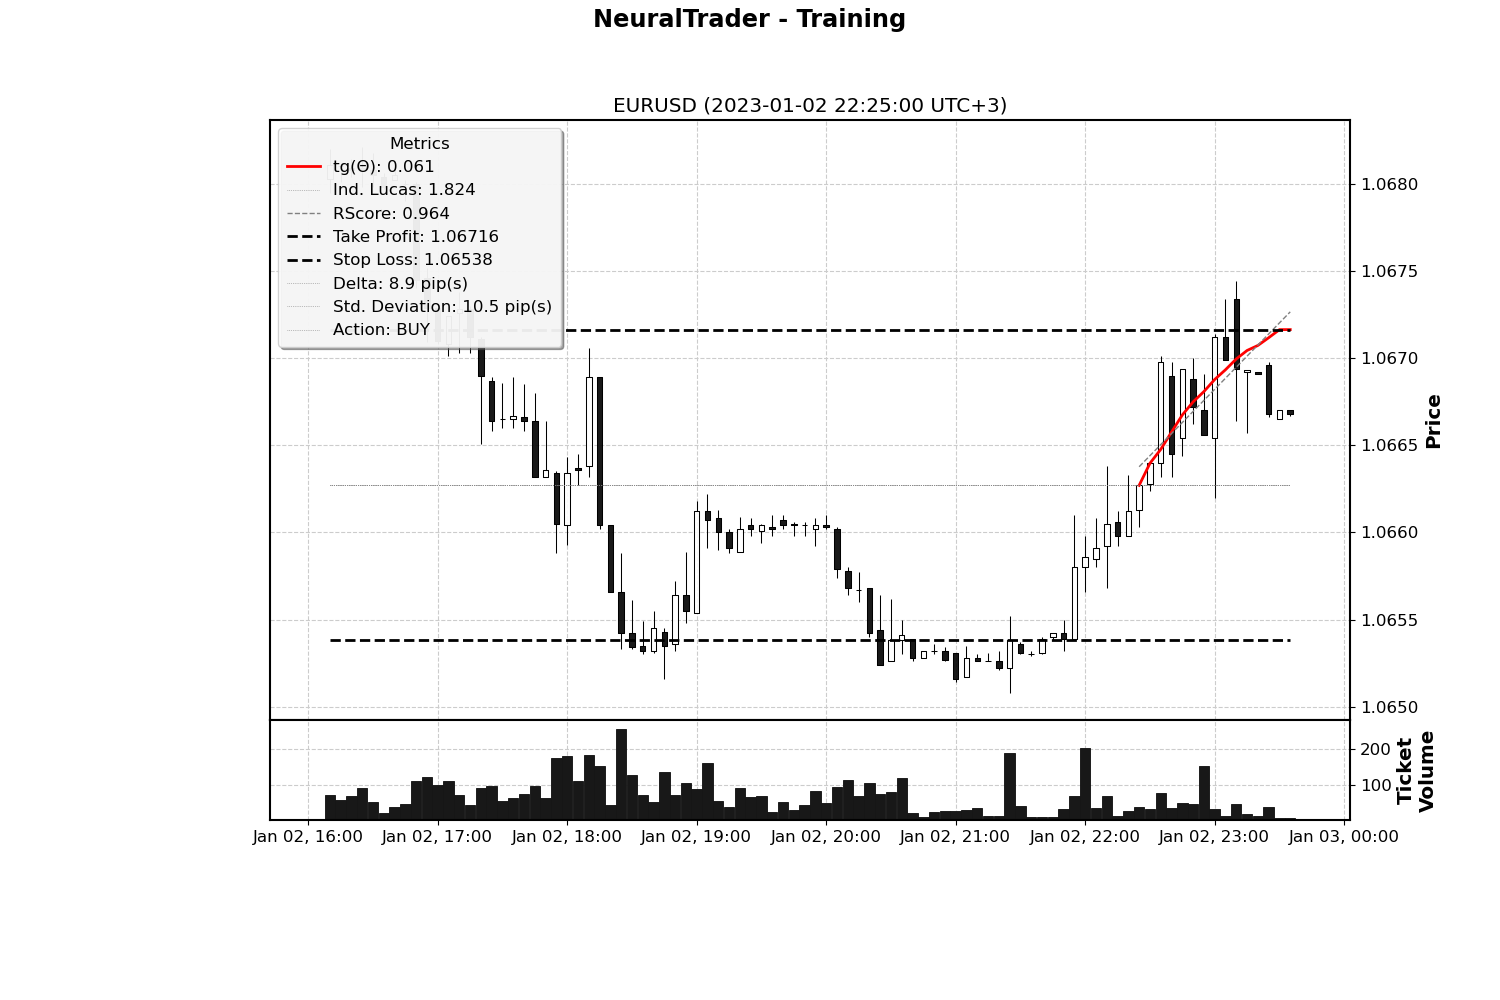 NeuralTrader - Training
EURUSD (2023-01-02 22:25:00 UTC+3)
Metrics
tg(Θ): 0.061
Ind. Lucas: 1.824
RScore: 0.964
Take Profit: 1.06716
Stop Loss: 1.06538
Delta: 8.9 pip(s)
Std. Deviation: 10.5 pip(s)
Action: BUY
1.0680
1.0675
1.0670
1.0665
1.0660
1.0655
1.0650
Price
200
100
Ticket
Volume
Jan 02, 16:00
Jan 02, 17:00
Jan 02, 18:00
Jan 02, 19:00
Jan 02, 20:00
Jan 02, 21:00
Jan 02, 22:00
Jan 02, 23:00
Jan 03, 00:00